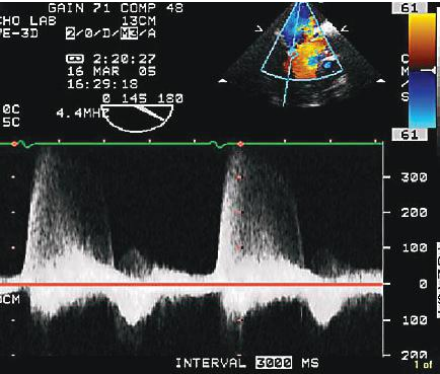 GAIN 71 COMP 48
CHO LAB 13CM
7E-3D 2/0/D/M3/A
2:20:27
16 MAR 05
16:29:18
0 145 180
0C
5C
4.4MHZ
61
CM
S
61
300
200
100
0
100
200
CM
INTERVAL 3000 MS
1 of